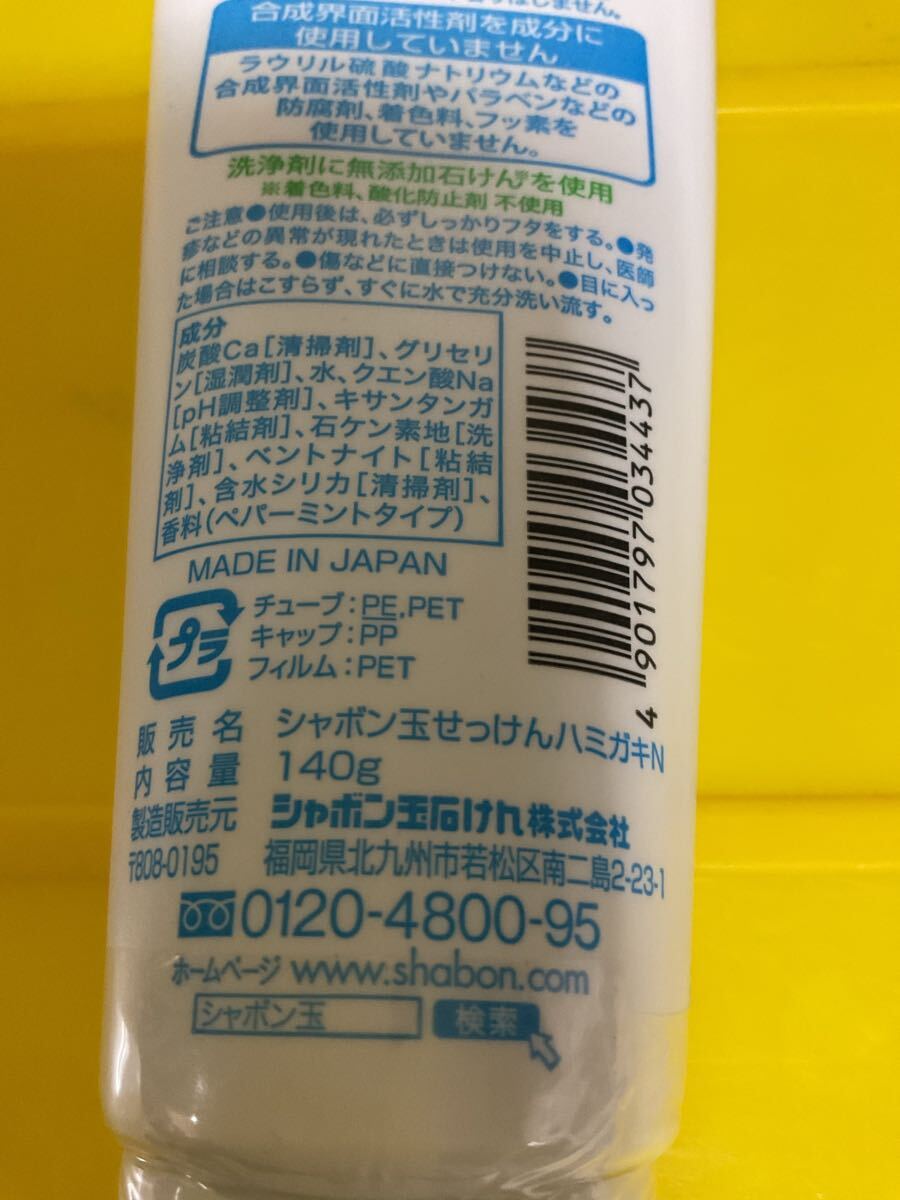 合成界面活性剤を成分に
使用していません
ラウリル硫酸ナトリウムなどの
合成界面活性剤やパラベンなどの
防腐剤、着色料、フッ素を
使用していません。
洗浄剤に無添加石けん※を使用
※着色料、酸化防止剤 不使用
ご注意●使用後は、必ずしっかりフタをする。●発
疹などの異常が現れたときは使用を中止し、医師
に相談する。●傷などに直接つけない。●目に入っ
た場合はこすらず、すぐに水で充分洗い流す。
成分
炭酸Ca[清掃剤]、グリセリ
ン[湿潤剤]、水、クエン酸Na
[pH調整剤]、キサンタンガ
ム[粘結剤]、石ケン素地[洗
浄剤]、ベントナイト[粘結
剤]、含水シリカ[清掃剤]、
香料(ペパーミントタイプ)
4 901797 034437
MADE IN JAPAN
プラ
チューブ:PE,PET
キャップ:PP
フィルム:PET
販売名 シャボン玉せっけんハミガキN
内容量 140g
製造販売元 シャボン玉石けん株式会社
〒808-0195 福岡県北九州市若松区南二島2-23-1
0120-4800-95
ホームページ www.shabon.com
シャボン玉 検索